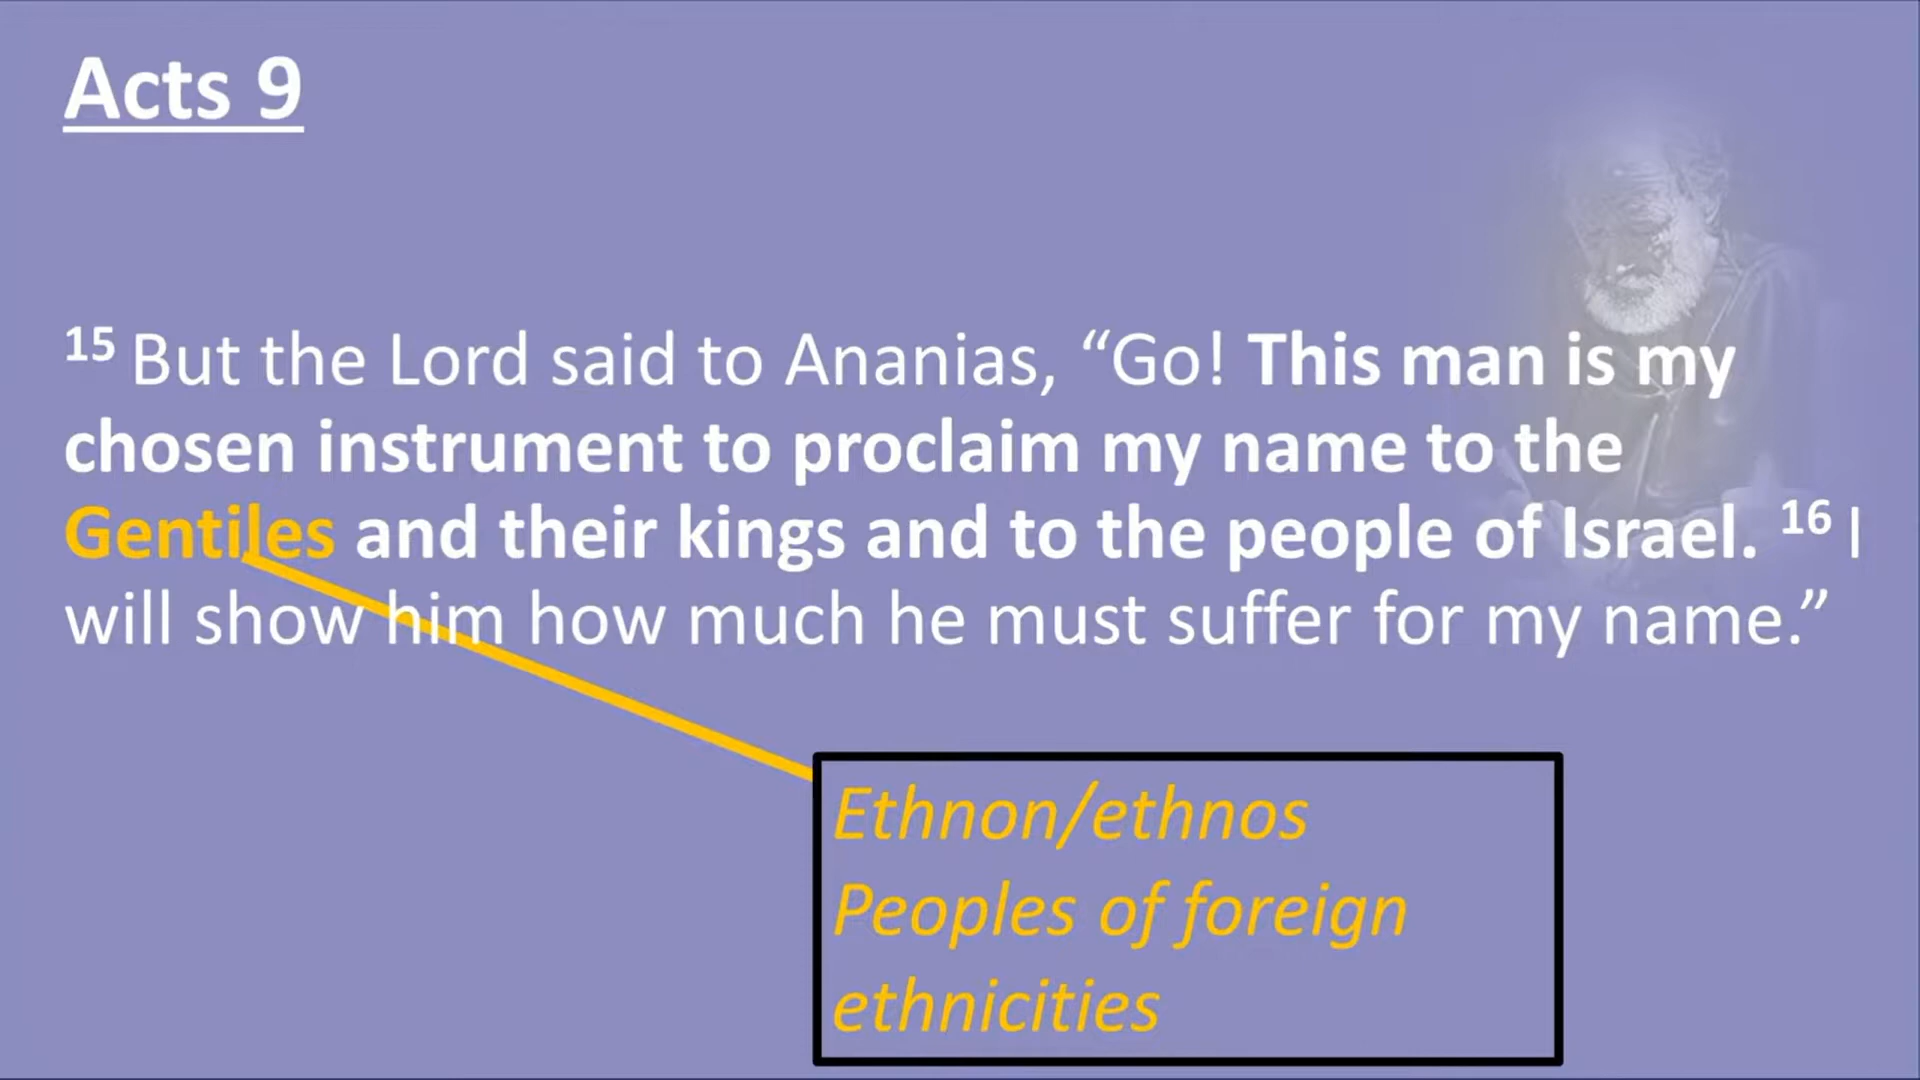 Acts 9
15 But the Lord said to Ananias, “Go! This man is my
chosen instrument to proclaim my name to the
Gentiles and their kings and to the people of Israel. 16 I
will show him how much he must suffer for my name.”
Ethnon/ethnos
Peoples of foreign
ethnicities